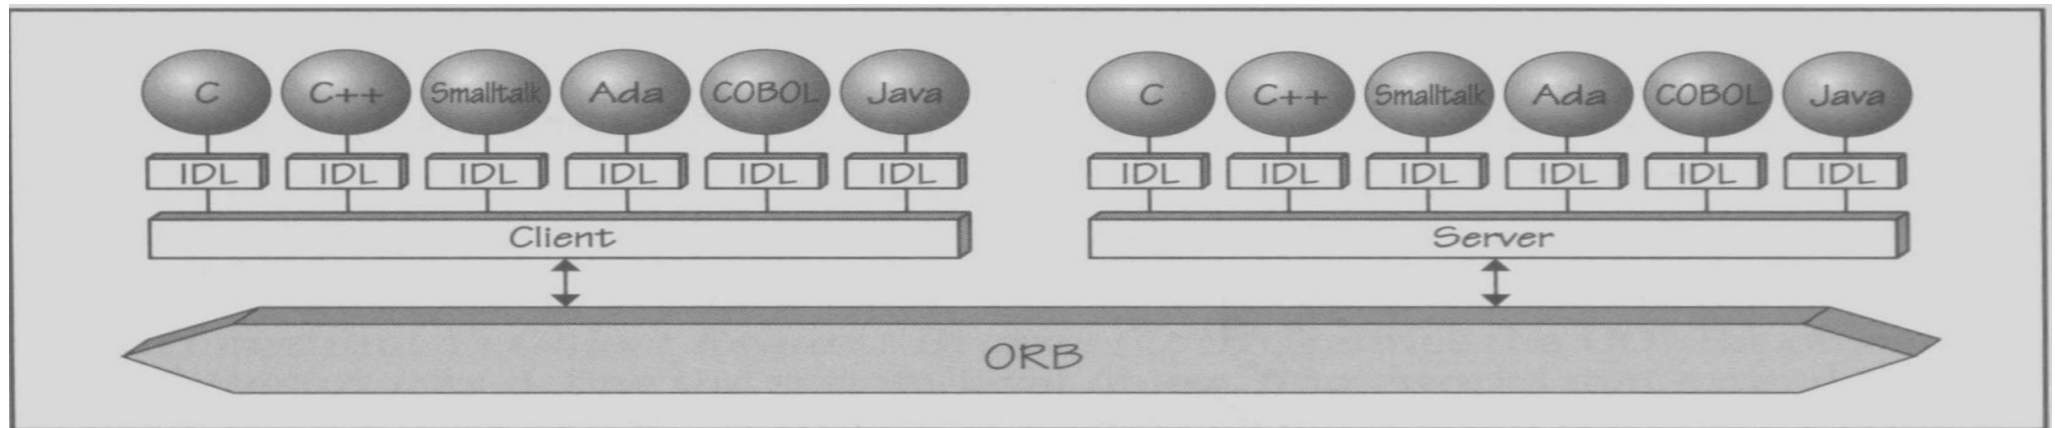 C C++ Smalltalk Ada COBOL Java C C++ Smalltalk Ada COBOL Java
IDL IDL IDL IDL IDL IDL IDL IDL IDL IDL IDL IDL
Client Server
ORB